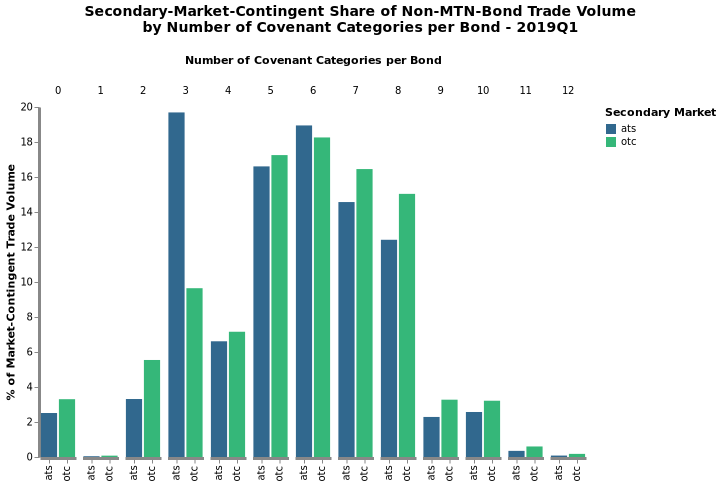 Secondary-Market-Contingent Share of Non-MTN-Bond Trade Volume
by Number of Covenant Categories per Bond - 2019Q1
Number of Covenant Categories per Bond
0 1 2 3 4 5 6 7 8 9 10 11 12
Secondary Market
ats
otc
% of Market-Contingent Trade Volume
20
18
16
14
12
10
8
6
4
2
0
ats otc ats otc ats otc ats otc ats otc ats otc ats otc ats otc ats otc ats otc ats otc ats otc ats otc